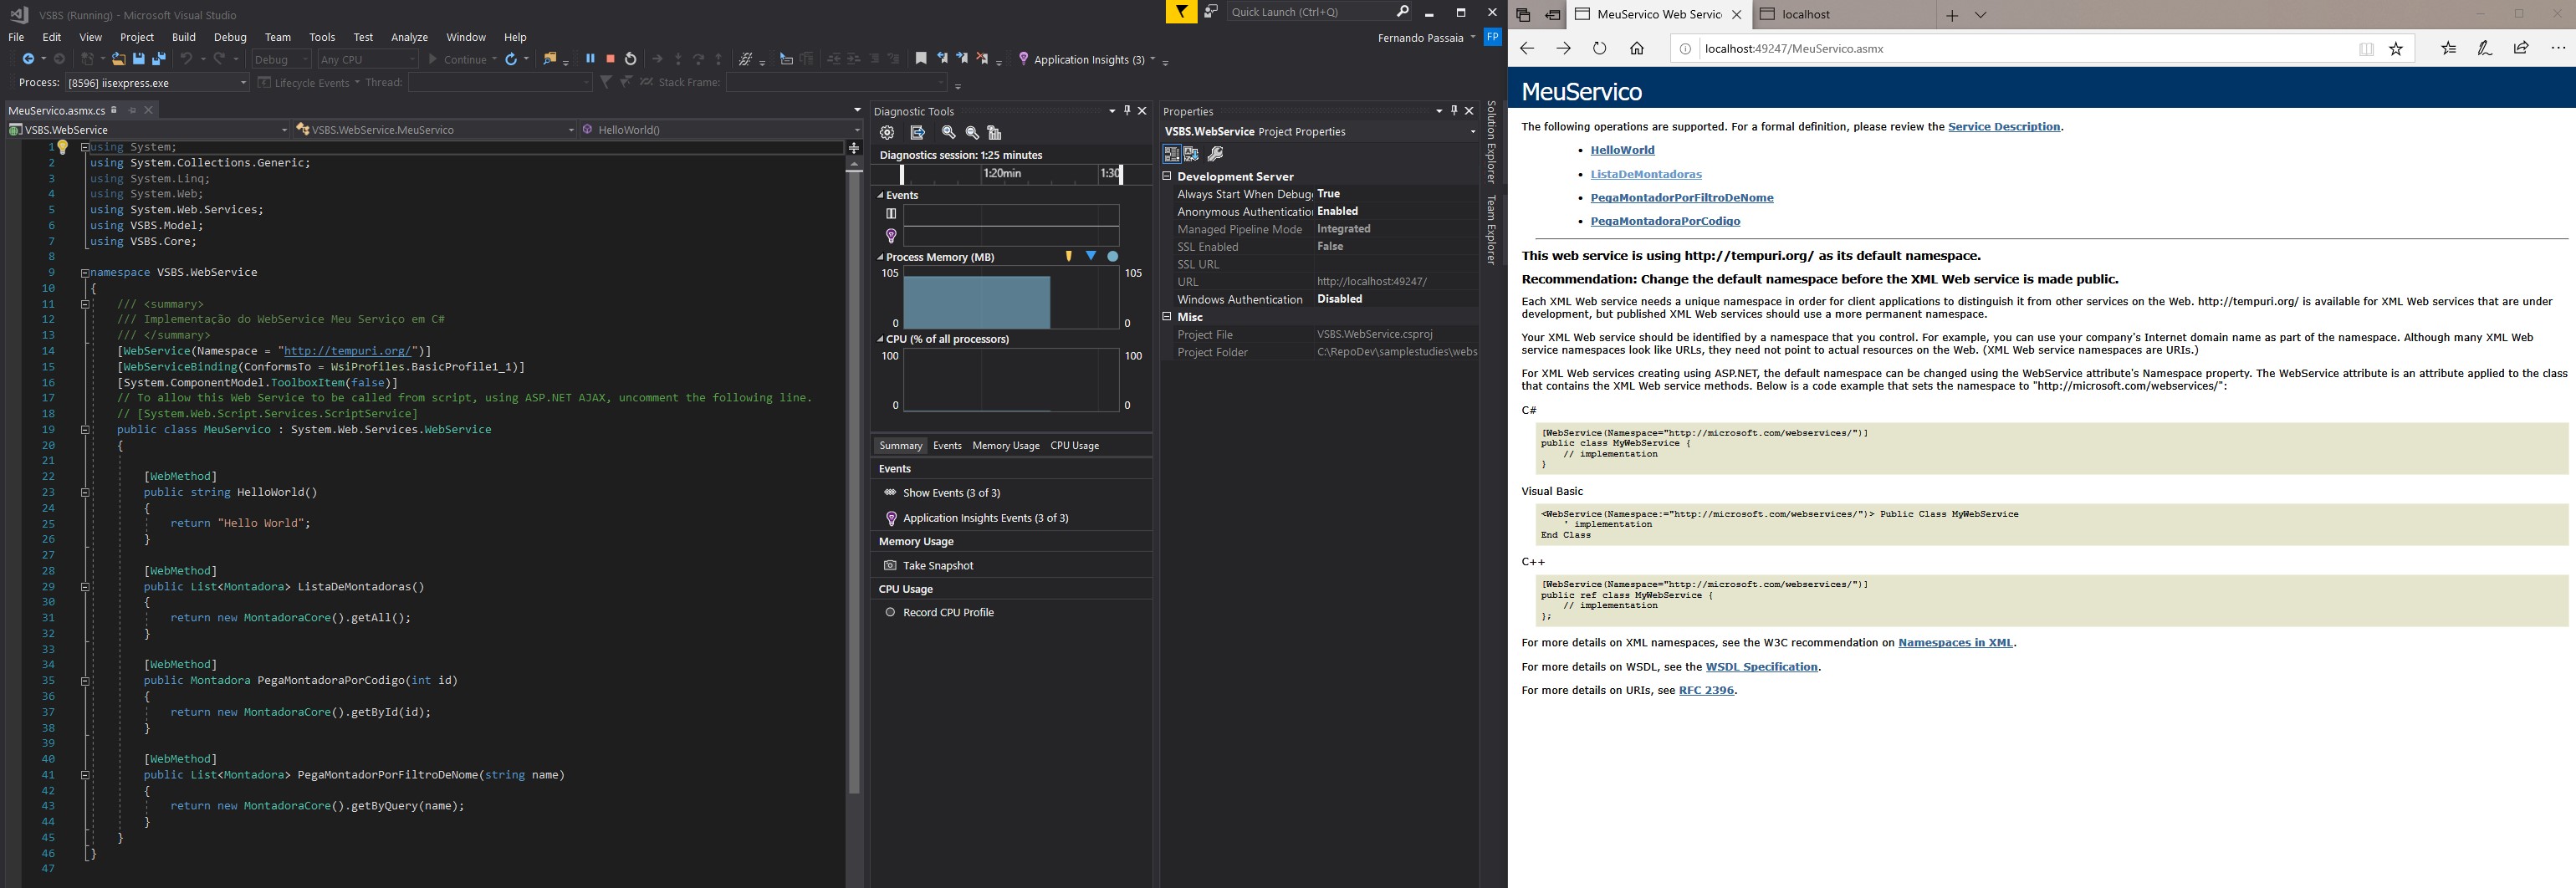 VSBS (Running) - Microsoft Visual Studio
Quick Launch (Ctrl+Q)
File Edit View Project Build Debug Team Tools Test Analyze Window Help
Fernando Passaia FP
Debug Any CPU Continue Application Insights (3)
Process: [8596] iisexpress.exe Lifecycle Events Thread: Stack Frame:
MeuServico.asmx.cs
VSBS.WebService VSBS.WebService.MeuServico HelloWorld()
1 using System;
2 using System.Collections.Generic;
3 using System.Linq;
4 using System.Web;
5 using System.Web.Services;
6 using VSBS.Model;
7 using VSBS.Core;
8
9 namespace VSBS.WebService
10 {
11 /// <summary>
12 /// Implementação do WebService Meu Serviço em C#
13 /// </summary>
14 [WebService(Namespace = "http://tempuri.org/")]
15 [WebServiceBinding(ConformsTo = WsiProfiles.BasicProfile1_1)]
16 [System.ComponentModel.ToolboxItem(false)]
17 // To allow this Web Service to be called from script, using ASP.NET AJAX, uncomment the following line.
18 // [System.Web.Script.Services.ScriptService]
19 public class MeuServico : System.Web.Services.WebService
20 {
21
22 [WebMethod]
23 public string HelloWorld()
24 {
25 return "Hello World";
26 }
27
28 [WebMethod]
29 public List<Montadora> ListaDeMontadoras()
30 {
31 return new MontadoraCore().getAll();
32 }
33
34 [WebMethod]
35 public Montadora PegaMontadoraPorCodigo(int id)
36 {
37 return new MontadoraCore().getById(id);
38 }
39
40 [WebMethod]
41 public List<Montadora> PegaMontadorPorFiltroDeNome(string name)
42 {
43 return new MontadoraCore().getByQuery(name);
44 }
45 }
46 }
47
Diagnostic Tools
Diagnostics session: 1:25 minutes
1:20min 1:30
Events
Process Memory (MB)
105 105
0 0
CPU (% of all processors)
100 100
0 0
Summary Events Memory Usage CPU Usage
Events
Show Events (3 of 3)
Application Insights Events (3 of 3)
Memory Usage
Take Snapshot
CPU Usage
Record CPU Profile
Properties
VSBS.WebService Project Properties
Development Server
Always Start When Debug True
Anonymous Authentication Enabled
Managed Pipeline Mode Integrated
SSL Enabled False
SSL URL
URL http://localhost:49247/
Windows Authentication Disabled
Misc
Project File VSBS.WebService.csproj
Project Folder C:\RepoDev\samplestudies\webs
Solution Explorer
Team Explorer
MeuServico Web Servic localhost
localhost:49247/MeuServico.asmx
MeuServico
The following operations are supported. For a formal definition, please review the Service Description.
• HelloWorld
• ListaDeMontadoras
• PegaMontadorPorFiltroDeNome
• PegaMontadoraPorCodigo
This web service is using http://tempuri.org/ as its default namespace.
Recommendation: Change the default namespace before the XML Web service is made public.
Each XML Web service needs a unique namespace in order for client applications to distinguish it from other services on the Web. http://tempuri.org/ is available for XML Web services that are under
development, but published XML Web services should use a more permanent namespace.
Your XML Web service should be identified by a namespace that you control. For example, you can use your company's Internet domain name as part of the namespace. Although many XML Web
service namespaces look like URLs, they need not point to actual resources on the Web. (XML Web service namespaces are URIs.)
For XML Web services creating using ASP.NET, the default namespace can be changed using the WebService attribute's Namespace property. The WebService attribute is an attribute applied to the class
that contains the XML Web service methods. Below is a code example that sets the namespace to "http://microsoft.com/webservices/":
C#
[WebService(Namespace="http://microsoft.com/webservices/")]
public class MyWebService {
// implementation
}
Visual Basic
<WebService(Namespace:="http://microsoft.com/webservices/")> Public Class MyWebService
' implementation
End Class
C++
[WebService(Namespace="http://microsoft.com/webservices/")]
public ref class MyWebService {
// implementation
};
For more details on XML namespaces, see the W3C recommendation on Namespaces in XML.
For more details on WSDL, see the WSDL Specification.
For more details on URIs, see RFC 2396.